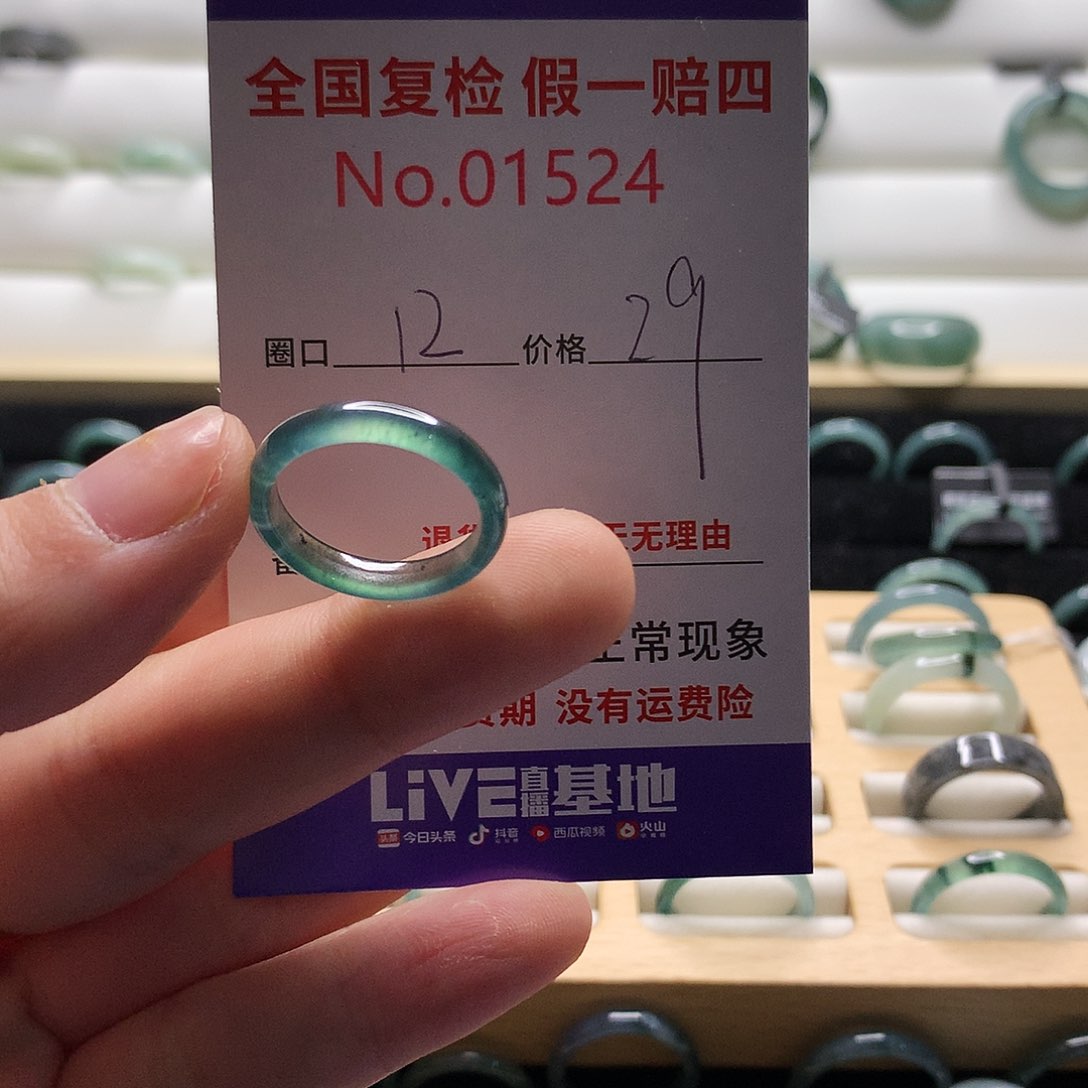 全国复检 假一赔四
No.01524
圈口 12 价格 29
无理由
常现象
期 没有运费险
LiVE直播基地
头条 今日头条 抖音 西瓜视频 火山